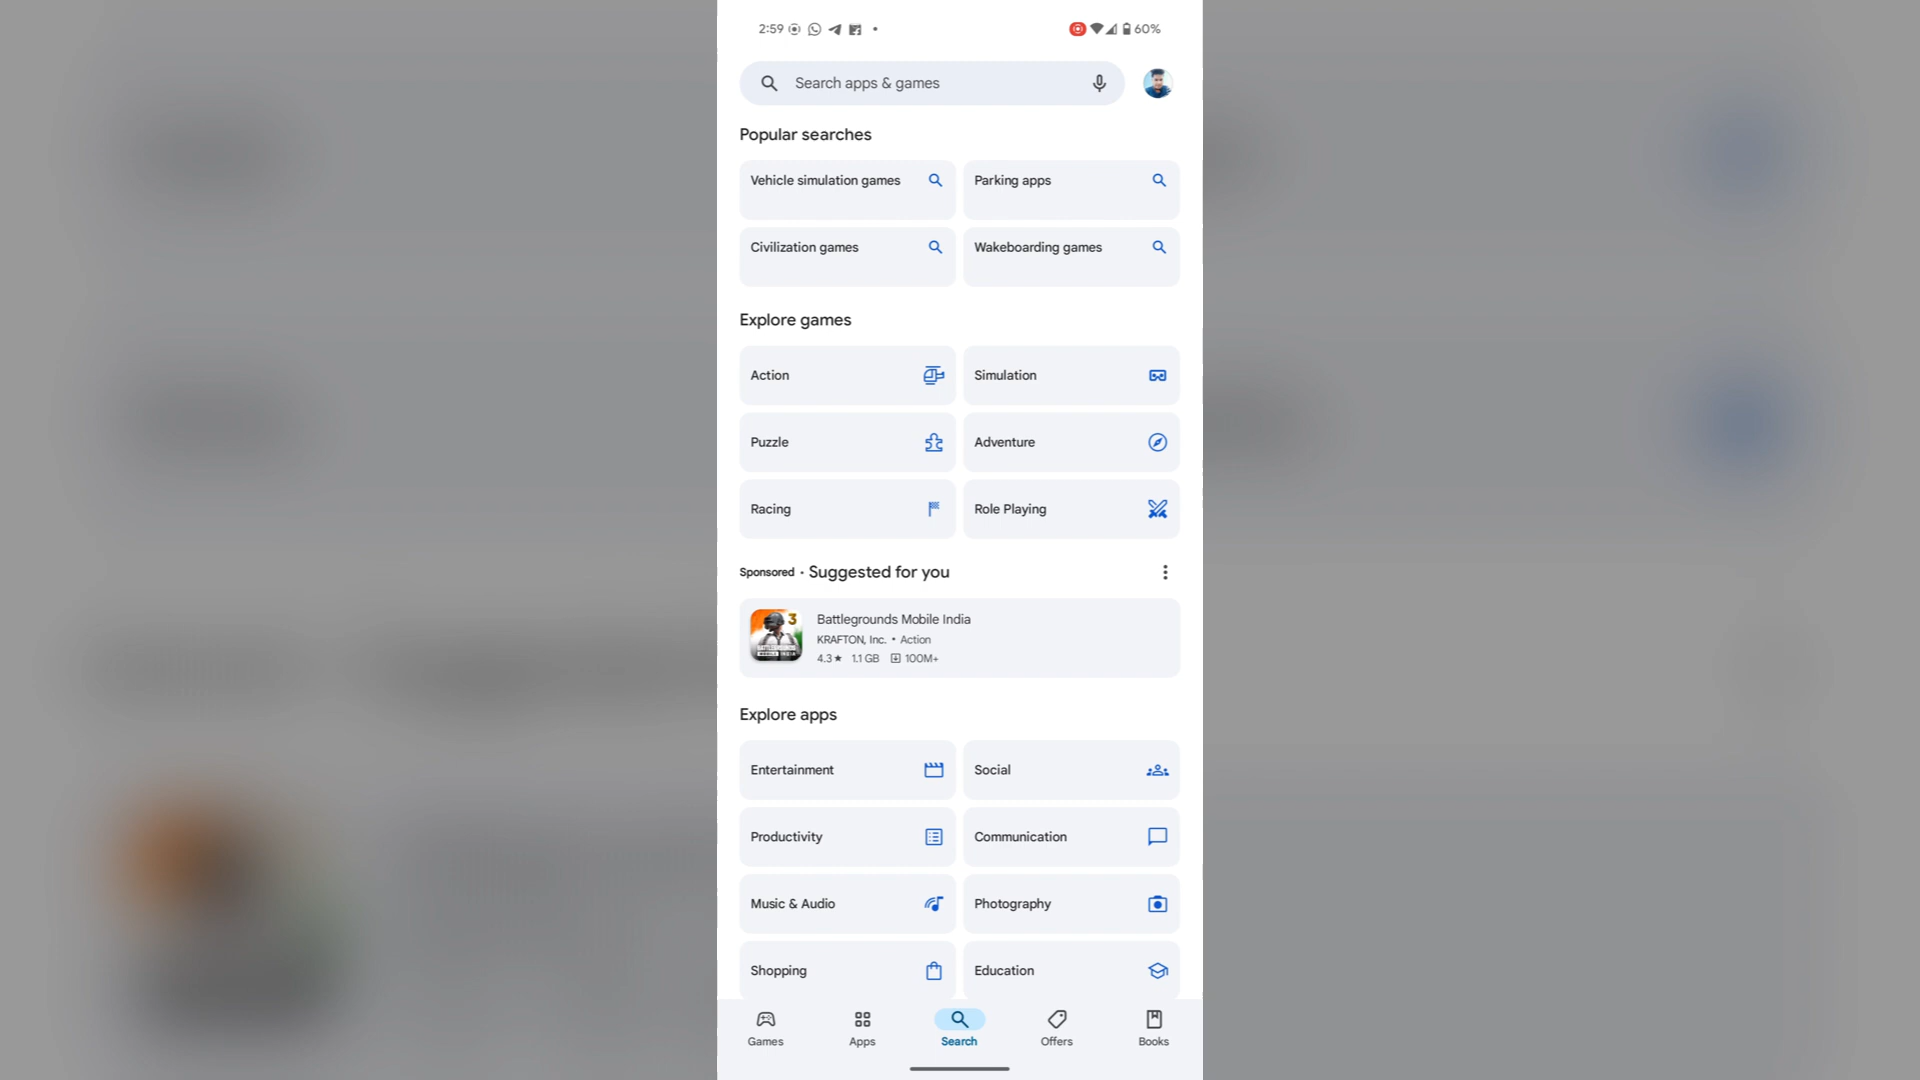 2:59
60%
Search apps & games
Popular searches
Vehicle simulation games
Parking apps
Civilization games
Wakeboarding games
Explore games
Action
Simulation
Puzzle
Adventure
Racing
Role Playing
Sponsored · Suggested for you
3
Battlegrounds Mobile India
KRAFTON, Inc. • Action
4.3★ 1.1 GB 100M+
Explore apps
Entertainment
Social
Productivity
Communication
Music & Audio
Photography
Shopping
Education
Games
Apps
Search
Offers
Books